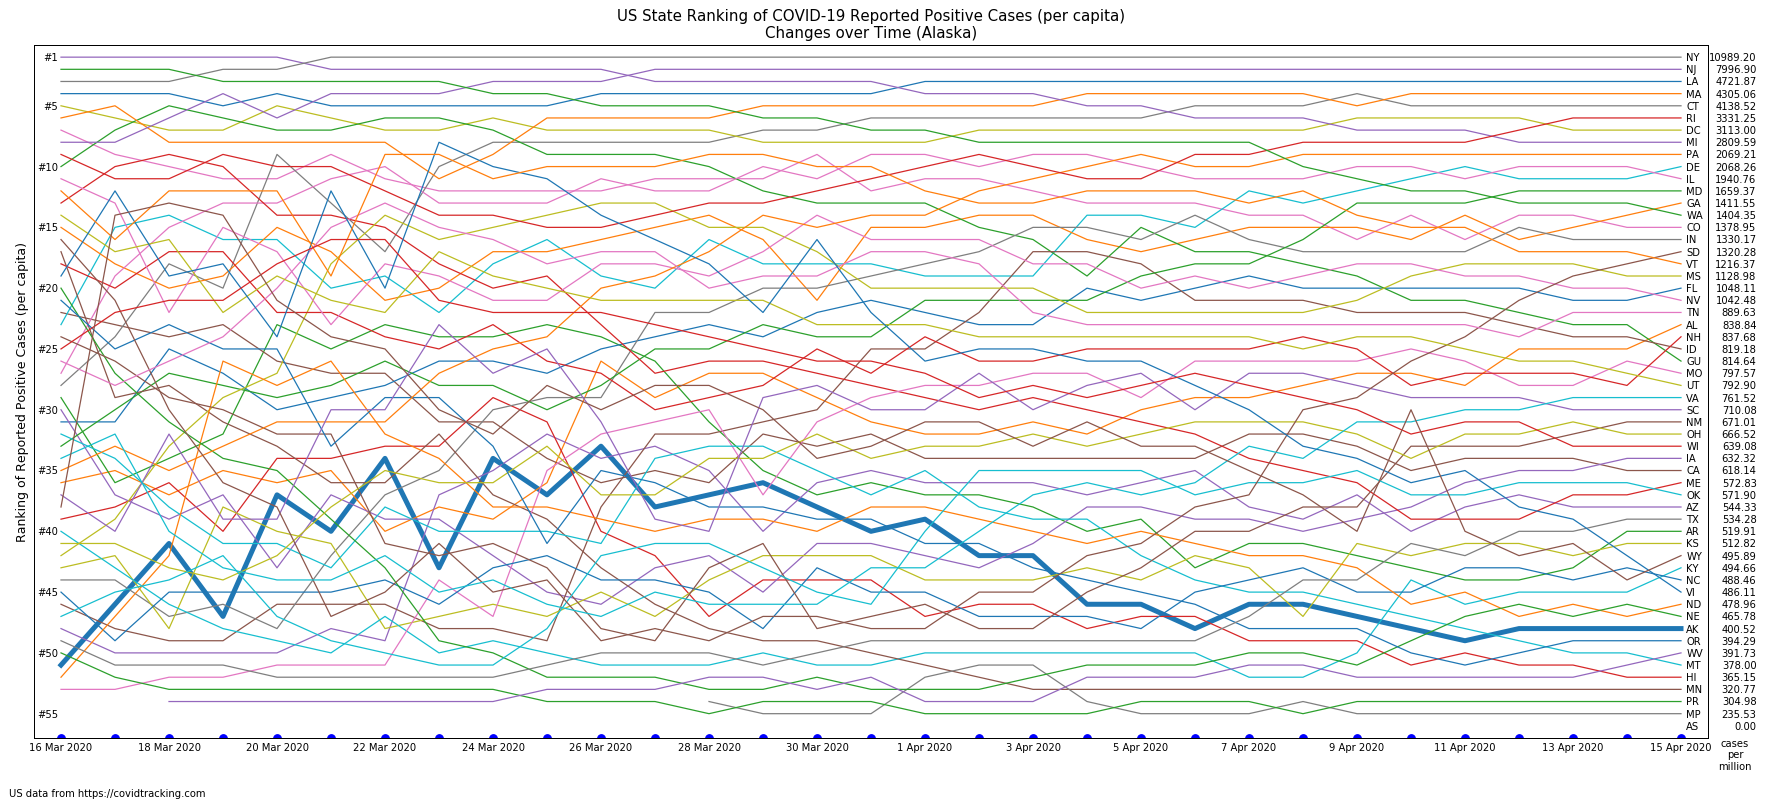 US State Ranking of COVID-19 Reported Positive Cases (per capita)
Changes over Time (Alaska)
Ranking of Reported Positive Cases (per capita)
#1
#5
#10
#15
#20
#25
#30
#35
#40
#45
#50
#55
NY 10989.20
NJ 7996.90
LA 4721.87
MA 4305.06
CT 4138.52
RI 3331.25
DC 3113.00
MI 2809.59
PA 2069.21
DE 2068.26
IL 1940.76
MD 1659.37
GA 1411.55
WA 1404.35
CO 1378.95
IN 1330.17
SD 1320.28
VT 1216.37
MS 1128.98
FL 1048.11
NV 1042.48
TN 889.63
AL 838.84
NH 837.68
ID 819.18
GU 814.64
MO 797.57
UT 792.90
VA 761.52
SC 710.08
NM 671.01
OH 666.52
WI 639.08
IA 632.32
CA 618.14
ME 572.83
OK 571.90
AZ 544.33
TX 534.28
AR 519.91
KS 512.82
WY 495.89
KY 494.66
NC 488.46
VI 486.11
ND 478.96
NE 465.78
AK 400.52
OR 394.29
WV 391.73
MT 378.00
HI 365.15
MN 320.77
PR 304.98
MP 235.53
AS 0.00
16 Mar 2020 18 Mar 2020 20 Mar 2020 22 Mar 2020 24 Mar 2020 26 Mar 2020 28 Mar 2020 30 Mar 2020 1 Apr 2020 3 Apr 2020 5 Apr 2020 7 Apr 2020 9 Apr 2020 11 Apr 2020 13 Apr 2020 15 Apr 2020
cases
per
million
US data from https://covidtracking.com